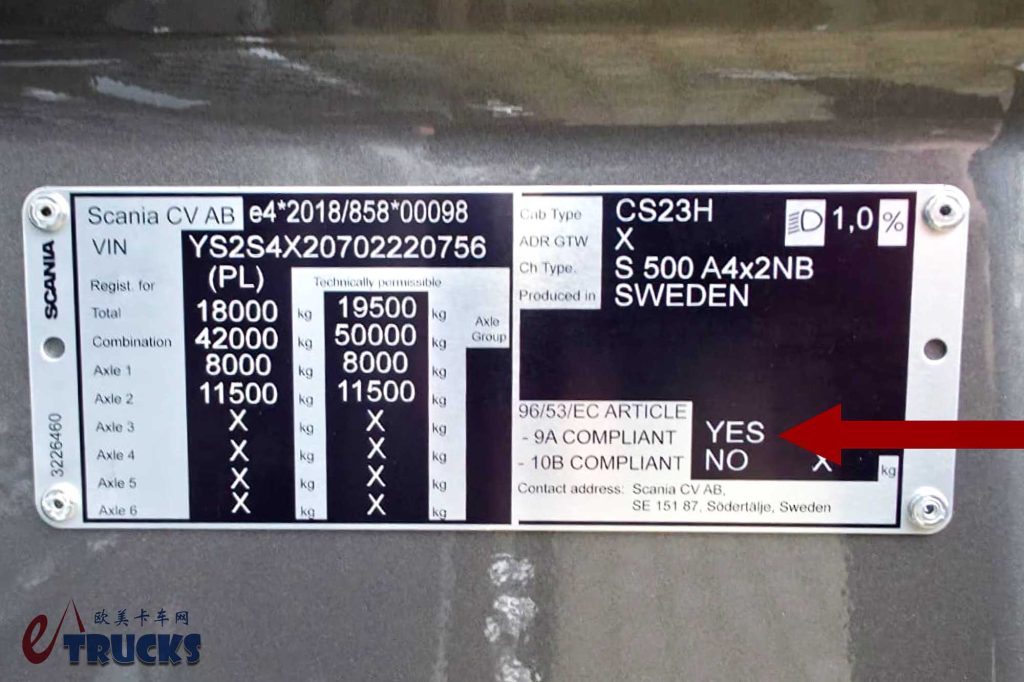 SCANIA
3226460
Scania CV AB e4*2018/858*00098
VIN YS2S4X20702220756
Regist. for (PL) Technically permissible
Total 18000 kg 19500 kg Axle Group
Combination 42000 kg 50000 kg
Axle 1 8000 kg 8000 kg
Axle 2 11500 kg 11500 kg
Axle 3 X kg X kg
Axle 4 X kg X kg
Axle 5 X kg X kg
Axle 6 X kg X kg
Cab Type CS23H 1,0 %
ADR GTW X
Ch Type. S 500 A4x2NB
Produced in SWEDEN
96/53/EC ARTICLE
- 9A COMPLIANT YES
- 10B COMPLIANT NO X kg
Contact address: Scania CV AB,
SE 151 87, Södertälje, Sweden
欧美卡车网
eTRUCKS